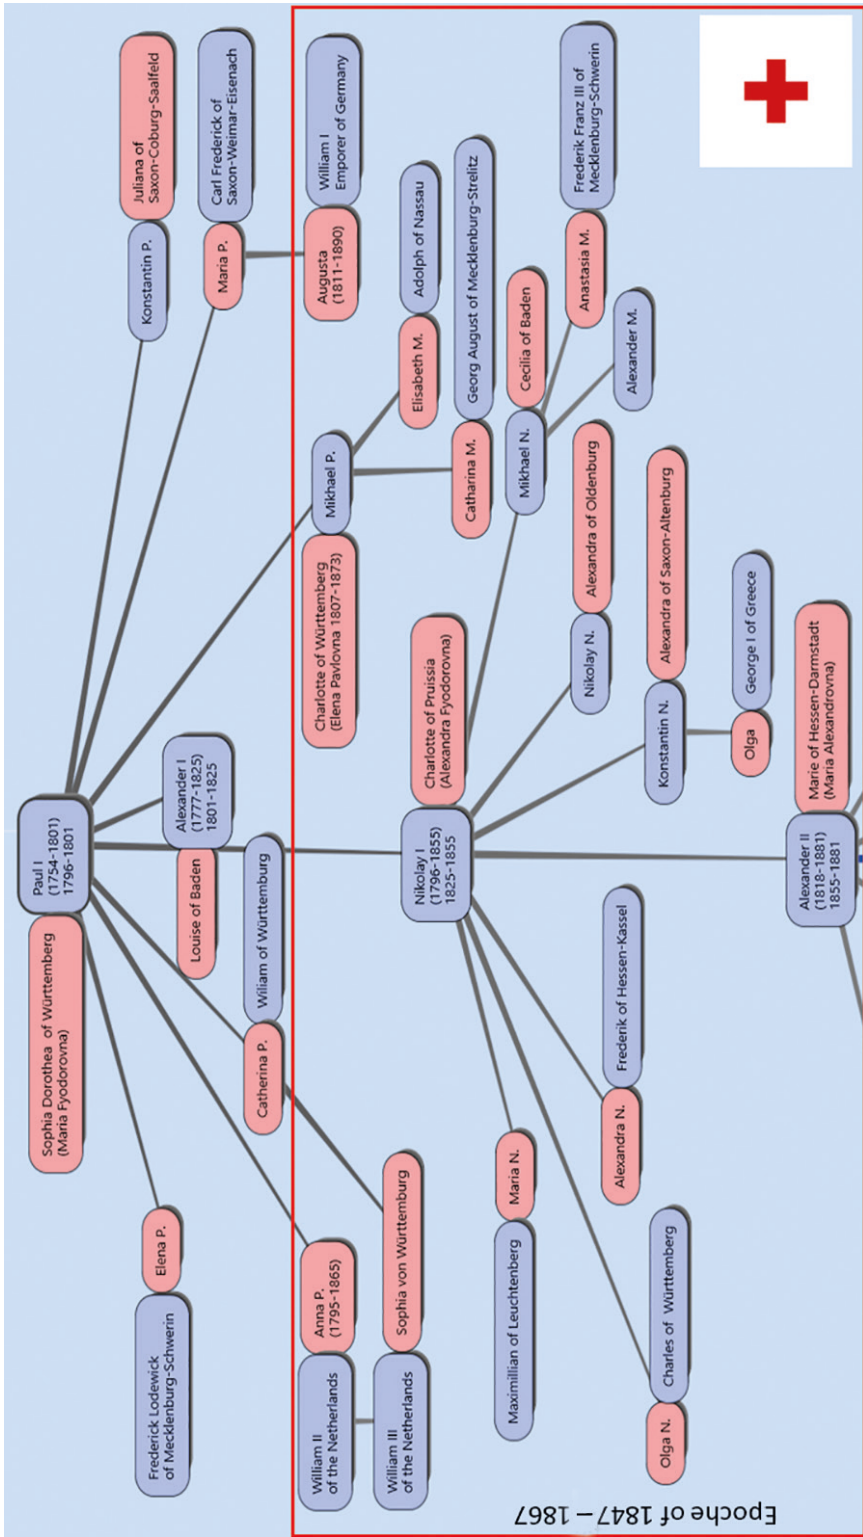 Paul I
(1754-1801)
1796-1801
Sophia Dorothea of Württemberg
(Maria Fyodorovna)
Frederick Lodewick
of Mecklenburg-Schwerin
Elena P.
Louise of Baden
Alexander I
(1777-1825)
1801-1825
Konstantin P.
Juliana of
Saxon-Coburg-Saalfeld
Maria P.
Carl Frederick of
Saxon-Weimar-Eisenach
Catherina P.
Wiliam of Württemburg
William II
of the Netherlands
Anna P.
(1795-1865)
Charlotte of Württemberg
(Elena Pavlovna 1807-1873)
Mikhael P.
Augusta
(1811-1890)
William I
Emporer of Germany
William III
of the Netherlands
Sophia von Württemburg
Nikolay I
(1796-1855)
1825-1855
Charlotte of Pruissia
(Alexandra Fyodorovna)
Elisabeth M.
Adolph of Nassau
Catharina M.
Georg August of Mecklenburg-Strelitz
Maximillian of Leuchtenberg
Maria N.
Mikhael N.
Cecilia of Baden
Nikolay N.
Alexandra of Oldenburg
Anastasia M.
Frederik Franz III of
Mecklenburg-Schwerin
Alexandra N.
Frederik of Hessen-Kassel
Alexander M.
Olga N.
Charles of Württemberg
Konstantin N.
Alexandra of Saxon-Altenburg
Olga
George I of Greece
Alexander II
(1818-1881)
1855-1881
Marie of Hessen-Darmstadt
(Maria Alexandrovna)
Epoche of 1847–1867